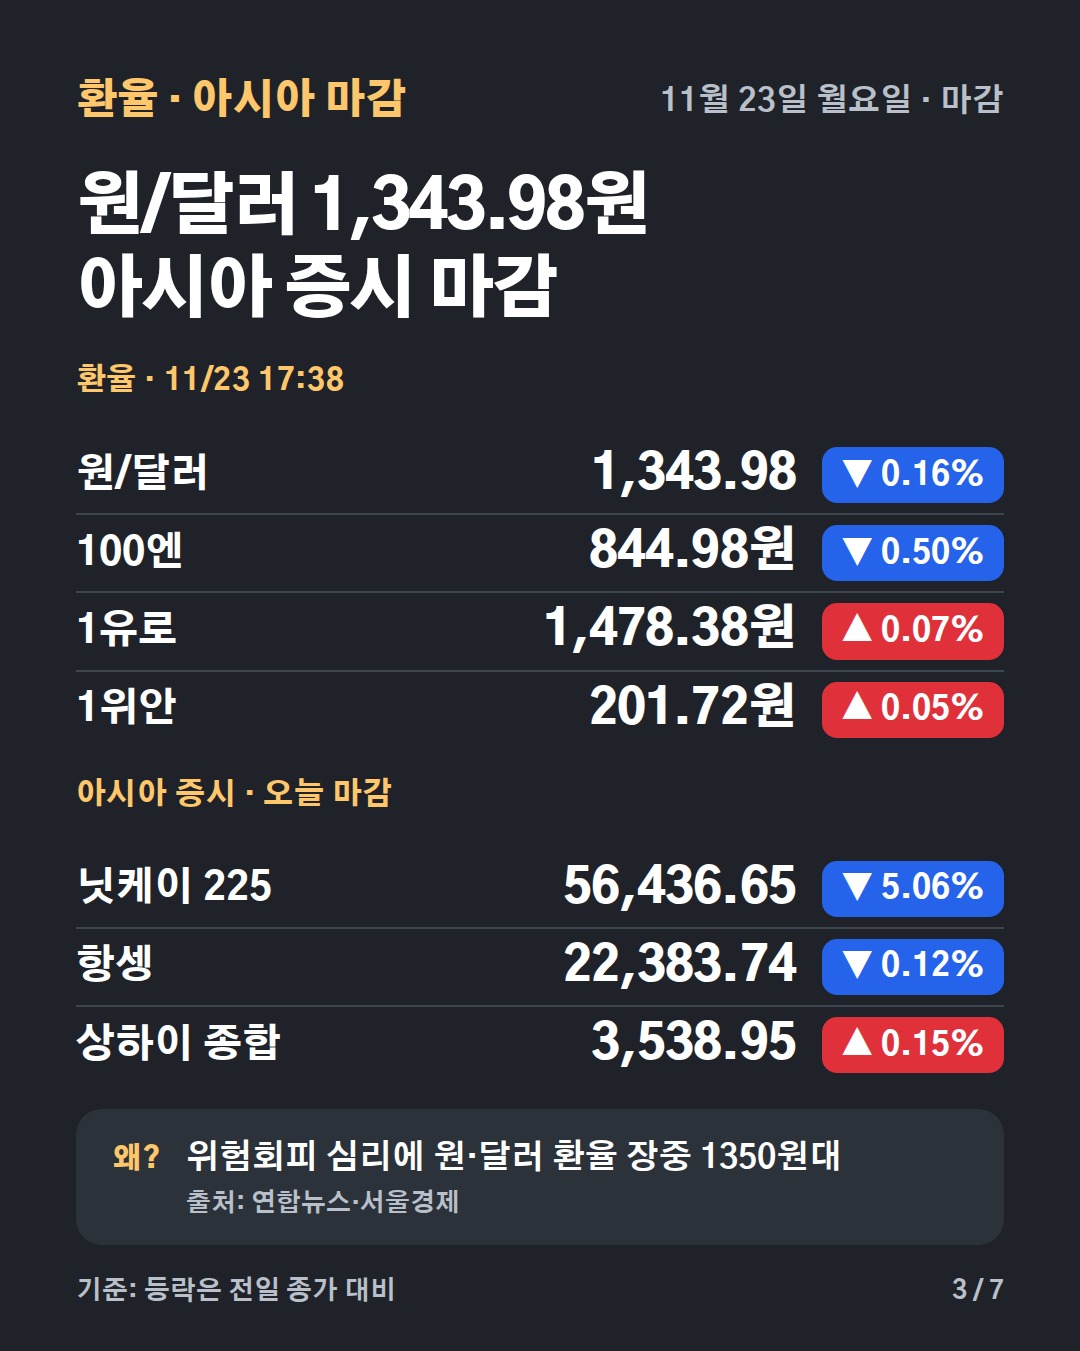 환율 · 아시아 마감
11월 23일 월요일 · 마감
원/달러 1,343.98원
아시아 증시 마감
환율 · 11/23 17:38
원/달러 1,343.98 ▼ 0.16%
100엔 844.98원 ▼ 0.50%
1유로 1,478.38원 ▲ 0.07%
1위안 201.72원 ▲ 0.05%
아시아 증시 · 오늘 마감
닛케이 225 56,436.65 ▼ 5.06%
항셍 22,383.74 ▼ 0.12%
상하이 종합 3,538.95 ▲ 0.15%
왜? 위험회피 심리에 원·달러 환율 장중 1350원대
출처: 연합뉴스·서울경제
기준: 등락은 전일 종가 대비
3 / 7